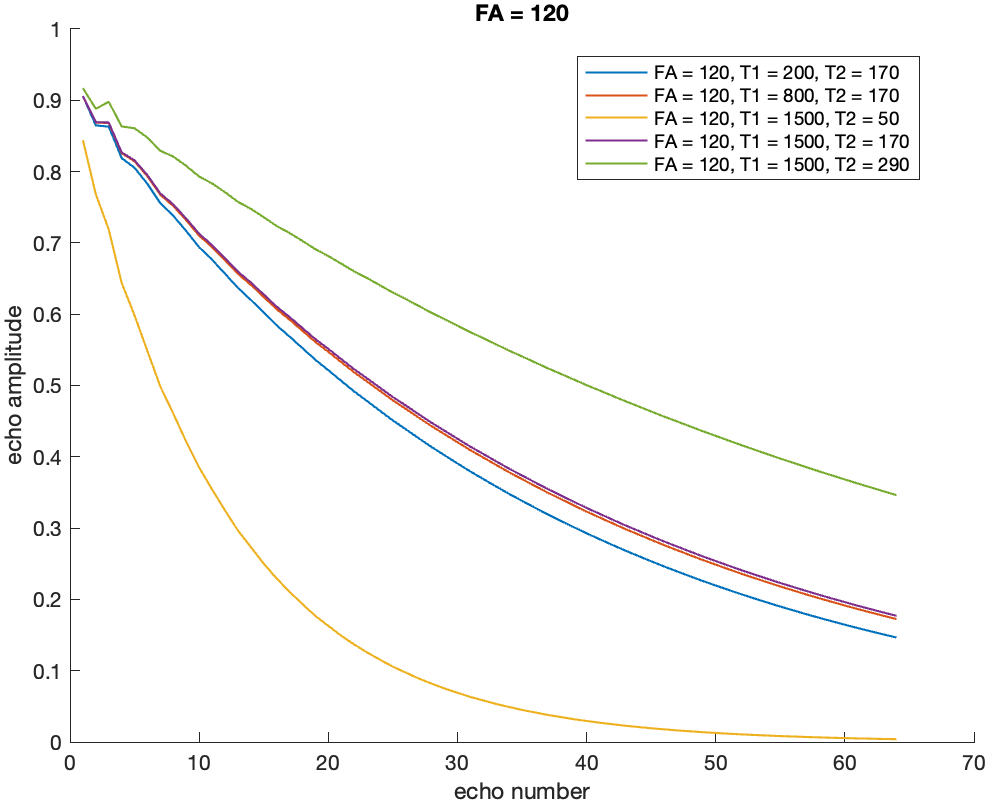 FA = 120
FA = 120, T1 = 200, T2 = 170
FA = 120, T1 = 800, T2 = 170
FA = 120, T1 = 1500, T2 = 50
FA = 120, T1 = 1500, T2 = 170
FA = 120, T1 = 1500, T2 = 290
echo amplitude
1
0.9
0.8
0.7
0.6
0.5
0.4
0.3
0.2
0.1
0
0 10 20 30 40 50 60 70
echo number